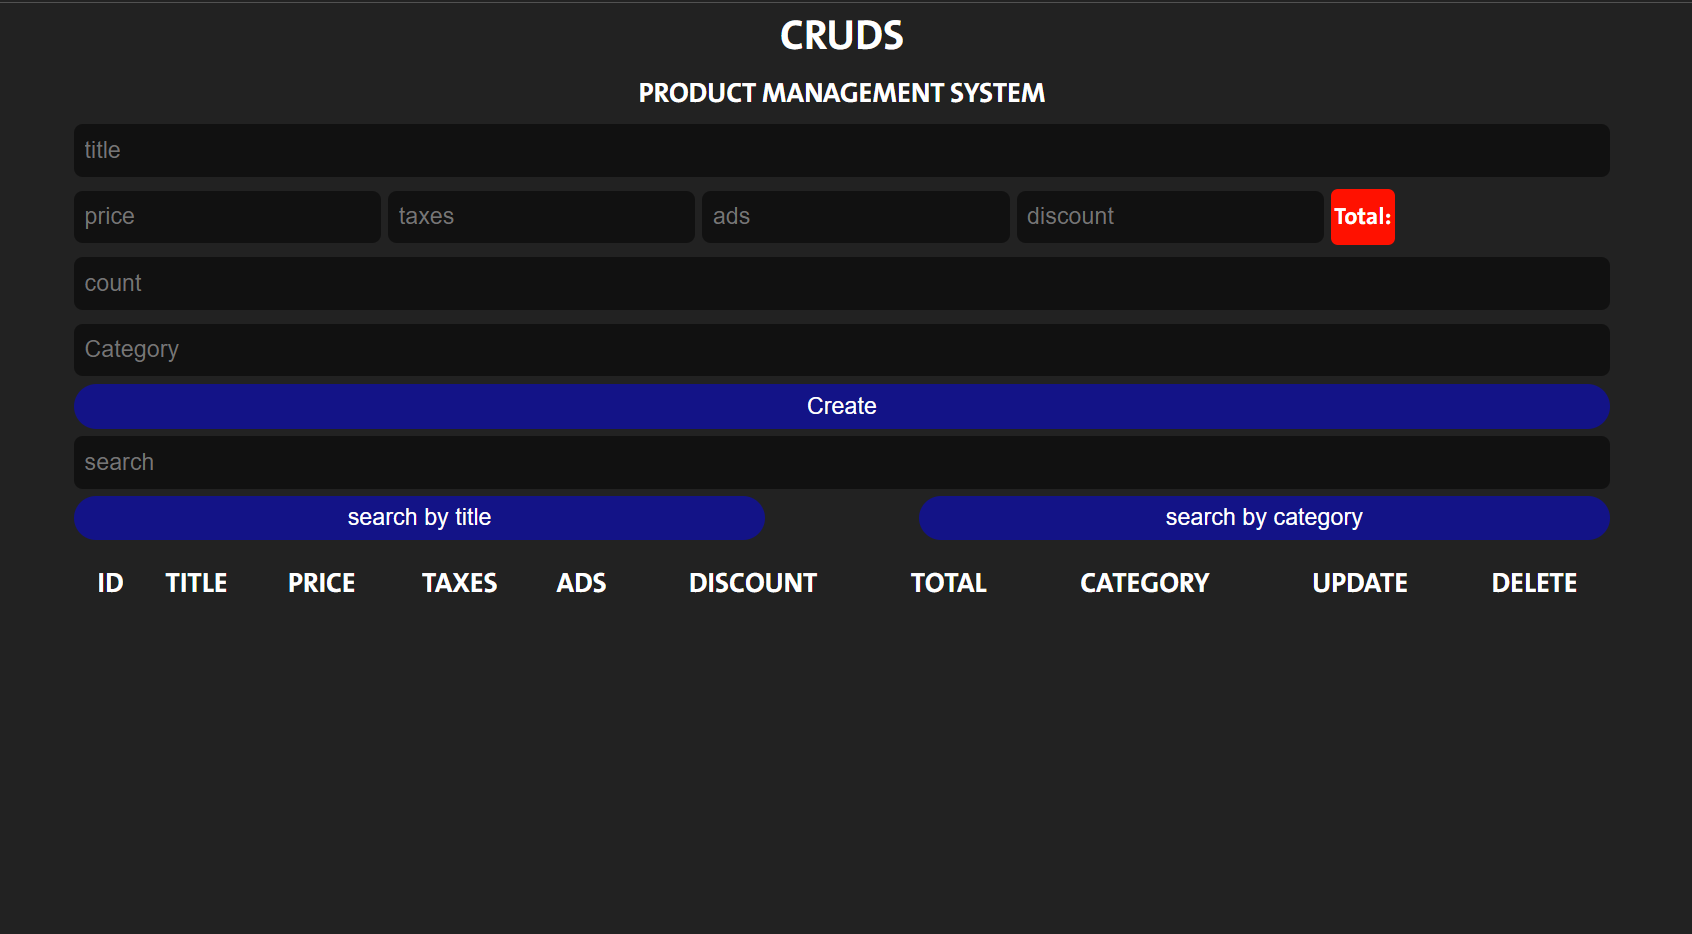 CRUDS
PRODUCT MANAGEMENT SYSTEM
title
price taxes ads discount Total:
count
Category
Create
search
search by title search by category
ID TITLE PRICE TAXES ADS DISCOUNT TOTAL CATEGORY UPDATE DELETE